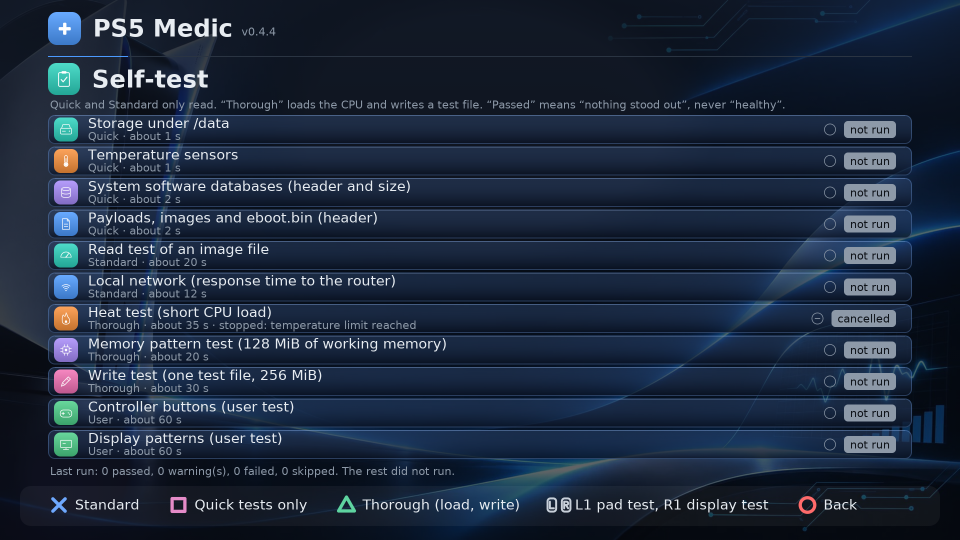 PS5 Medic v0.4.4
Self-test
Quick and Standard only read. “Thorough” loads the CPU and writes a test file. “Passed” means “nothing stood out”, never “healthy”.
Storage under /data
Quick · about 1 s
not run
Temperature sensors
Quick · about 1 s
not run
System software databases (header and size)
Quick · about 2 s
not run
Payloads, images and eboot.bin (header)
Quick · about 2 s
not run
Read test of an image file
Standard · about 20 s
not run
Local network (response time to the router)
Standard · about 12 s
not run
Heat test (short CPU load)
Thorough · about 35 s · stopped: temperature limit reached
cancelled
Memory pattern test (128 MiB of working memory)
Thorough · about 20 s
not run
Write test (one test file, 256 MiB)
Thorough · about 30 s
not run
Controller buttons (user test)
User · about 60 s
not run
Display patterns (user test)
User · about 60 s
not run
Last run: 0 passed, 0 warning(s), 0 failed, 0 skipped. The rest did not run.
Standard Quick tests only Thorough (load, write) L R L1 pad test, R1 display test Back